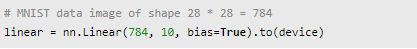 # MNIST data image of shape 28 * 28 = 784
linear = nn.Linear(784, 10, bias=True).to(device)